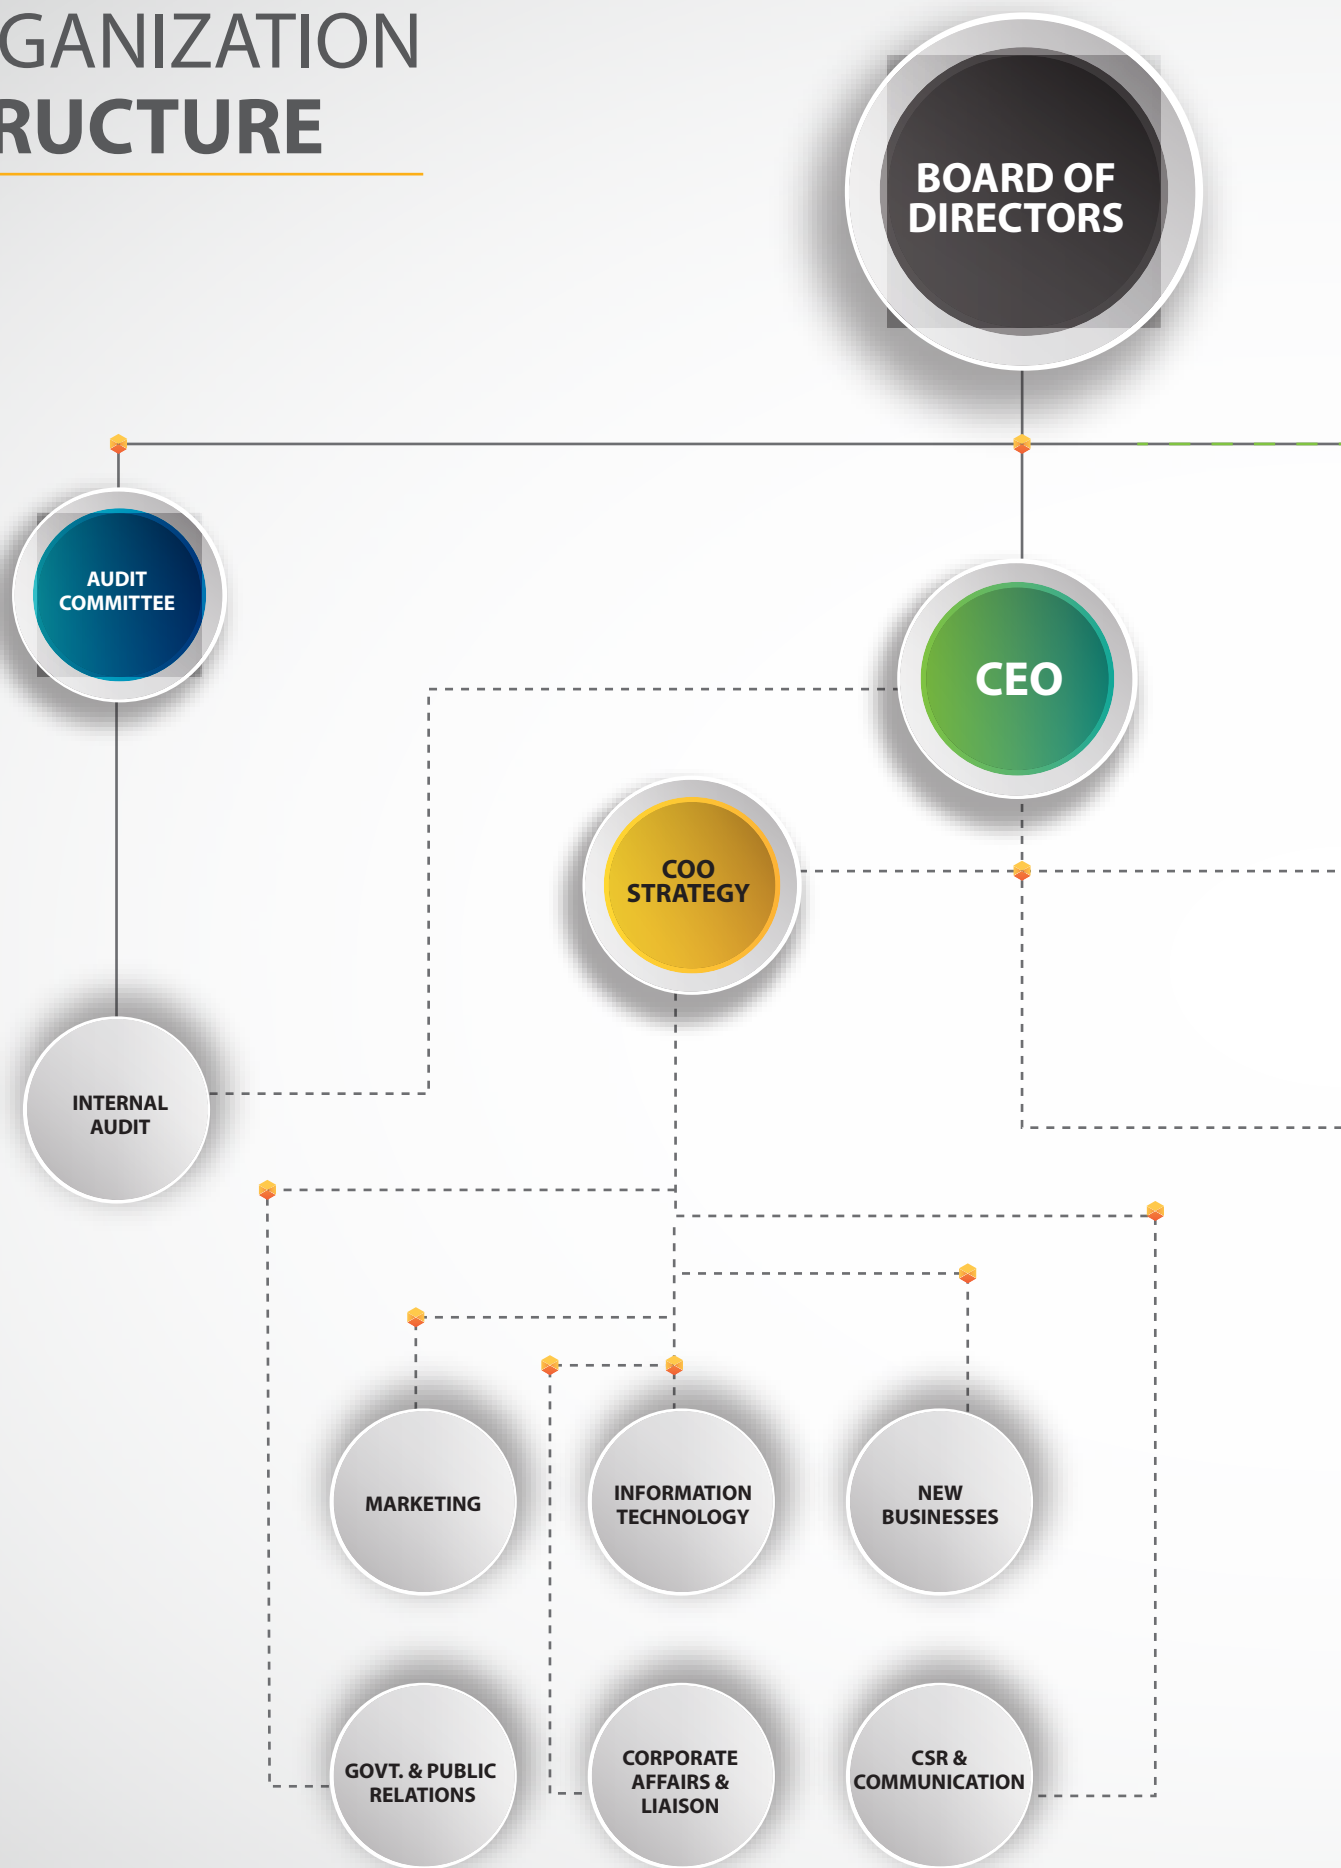 GANIZATION
RUCTURE
BOARD OF
DIRECTORS
AUDIT
COMMITTEE
CEO
COO
STRATEGY
INTERNAL
AUDIT
MARKETING
INFORMATION
TECHNOLOGY
NEW
BUSINESSES
GOVT. & PUBLIC
RELATIONS
CORPORATE
AFFAIRS &
LIAISON
CSR &
COMMUNICATION